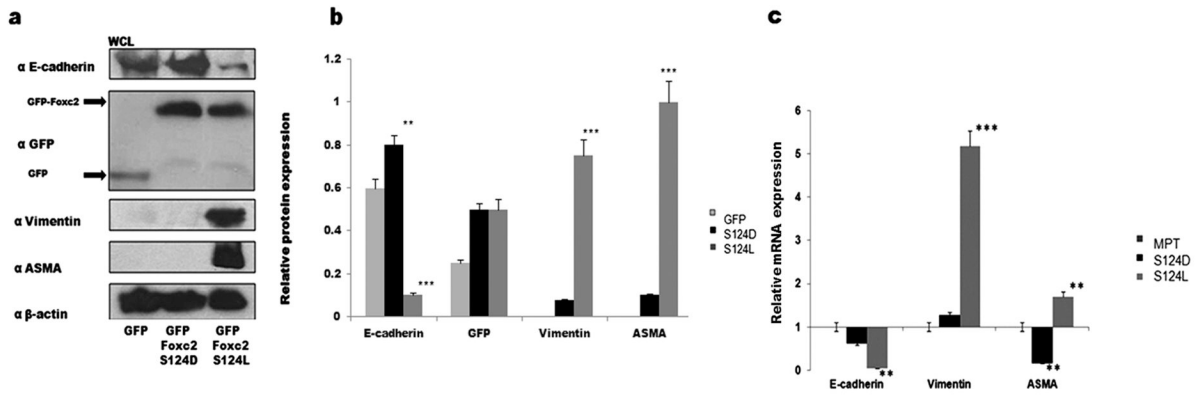 a
WCL
α E-cadherin
GFP-Foxc2
α GFP
GFP
α Vimentin
α ASMA
α β-actin
GFP GFP GFP
Foxc2 Foxc2
S124D S124L
b
Relative protein expression
1.2
1
0.8
0.6
0.4
0.2
0
**
***
***
***
E-cadherin GFP Vimentin ASMA
GFP
S124D
S124L
c
Relative mRNA expression
6
5
4
3
2
1
0
**
***
**
**
E-cadherin Vimentin ASMA
MPT
S124D
S124L